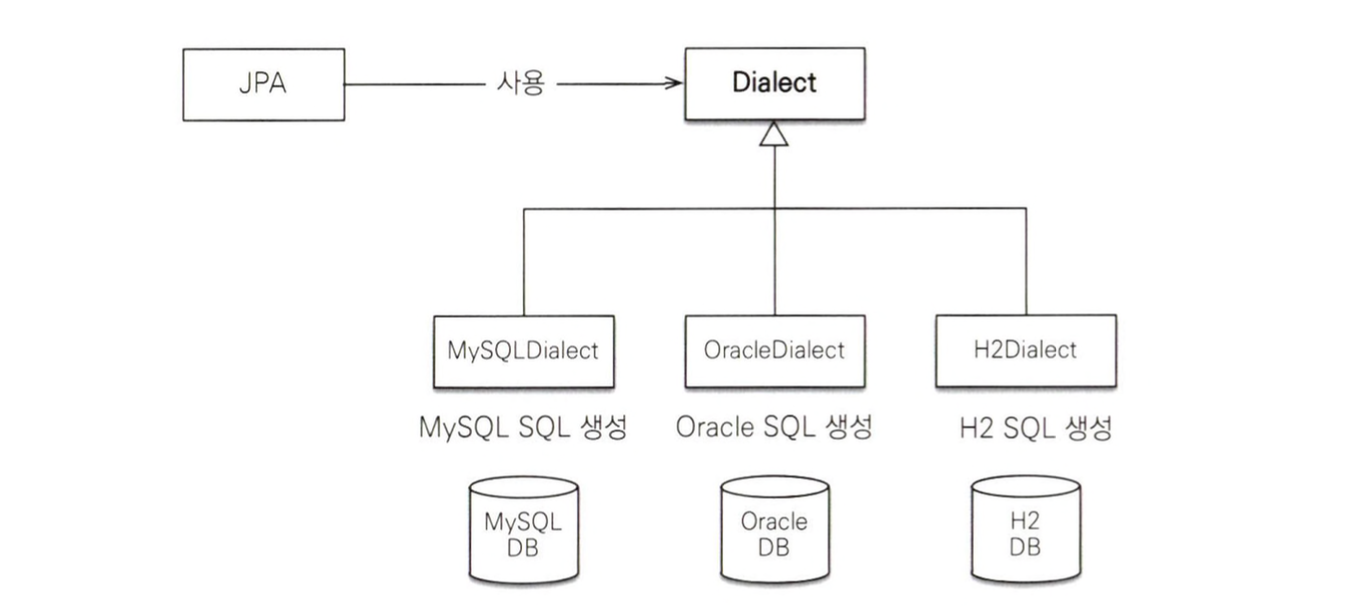 JPA
사용
Dialect
MySQLDialect
OracleDialect
H2Dialect
MySQL SQL 생성
Oracle SQL 생성
H2 SQL 생성
MySQL
DB
Oracle
DB
H2
DB